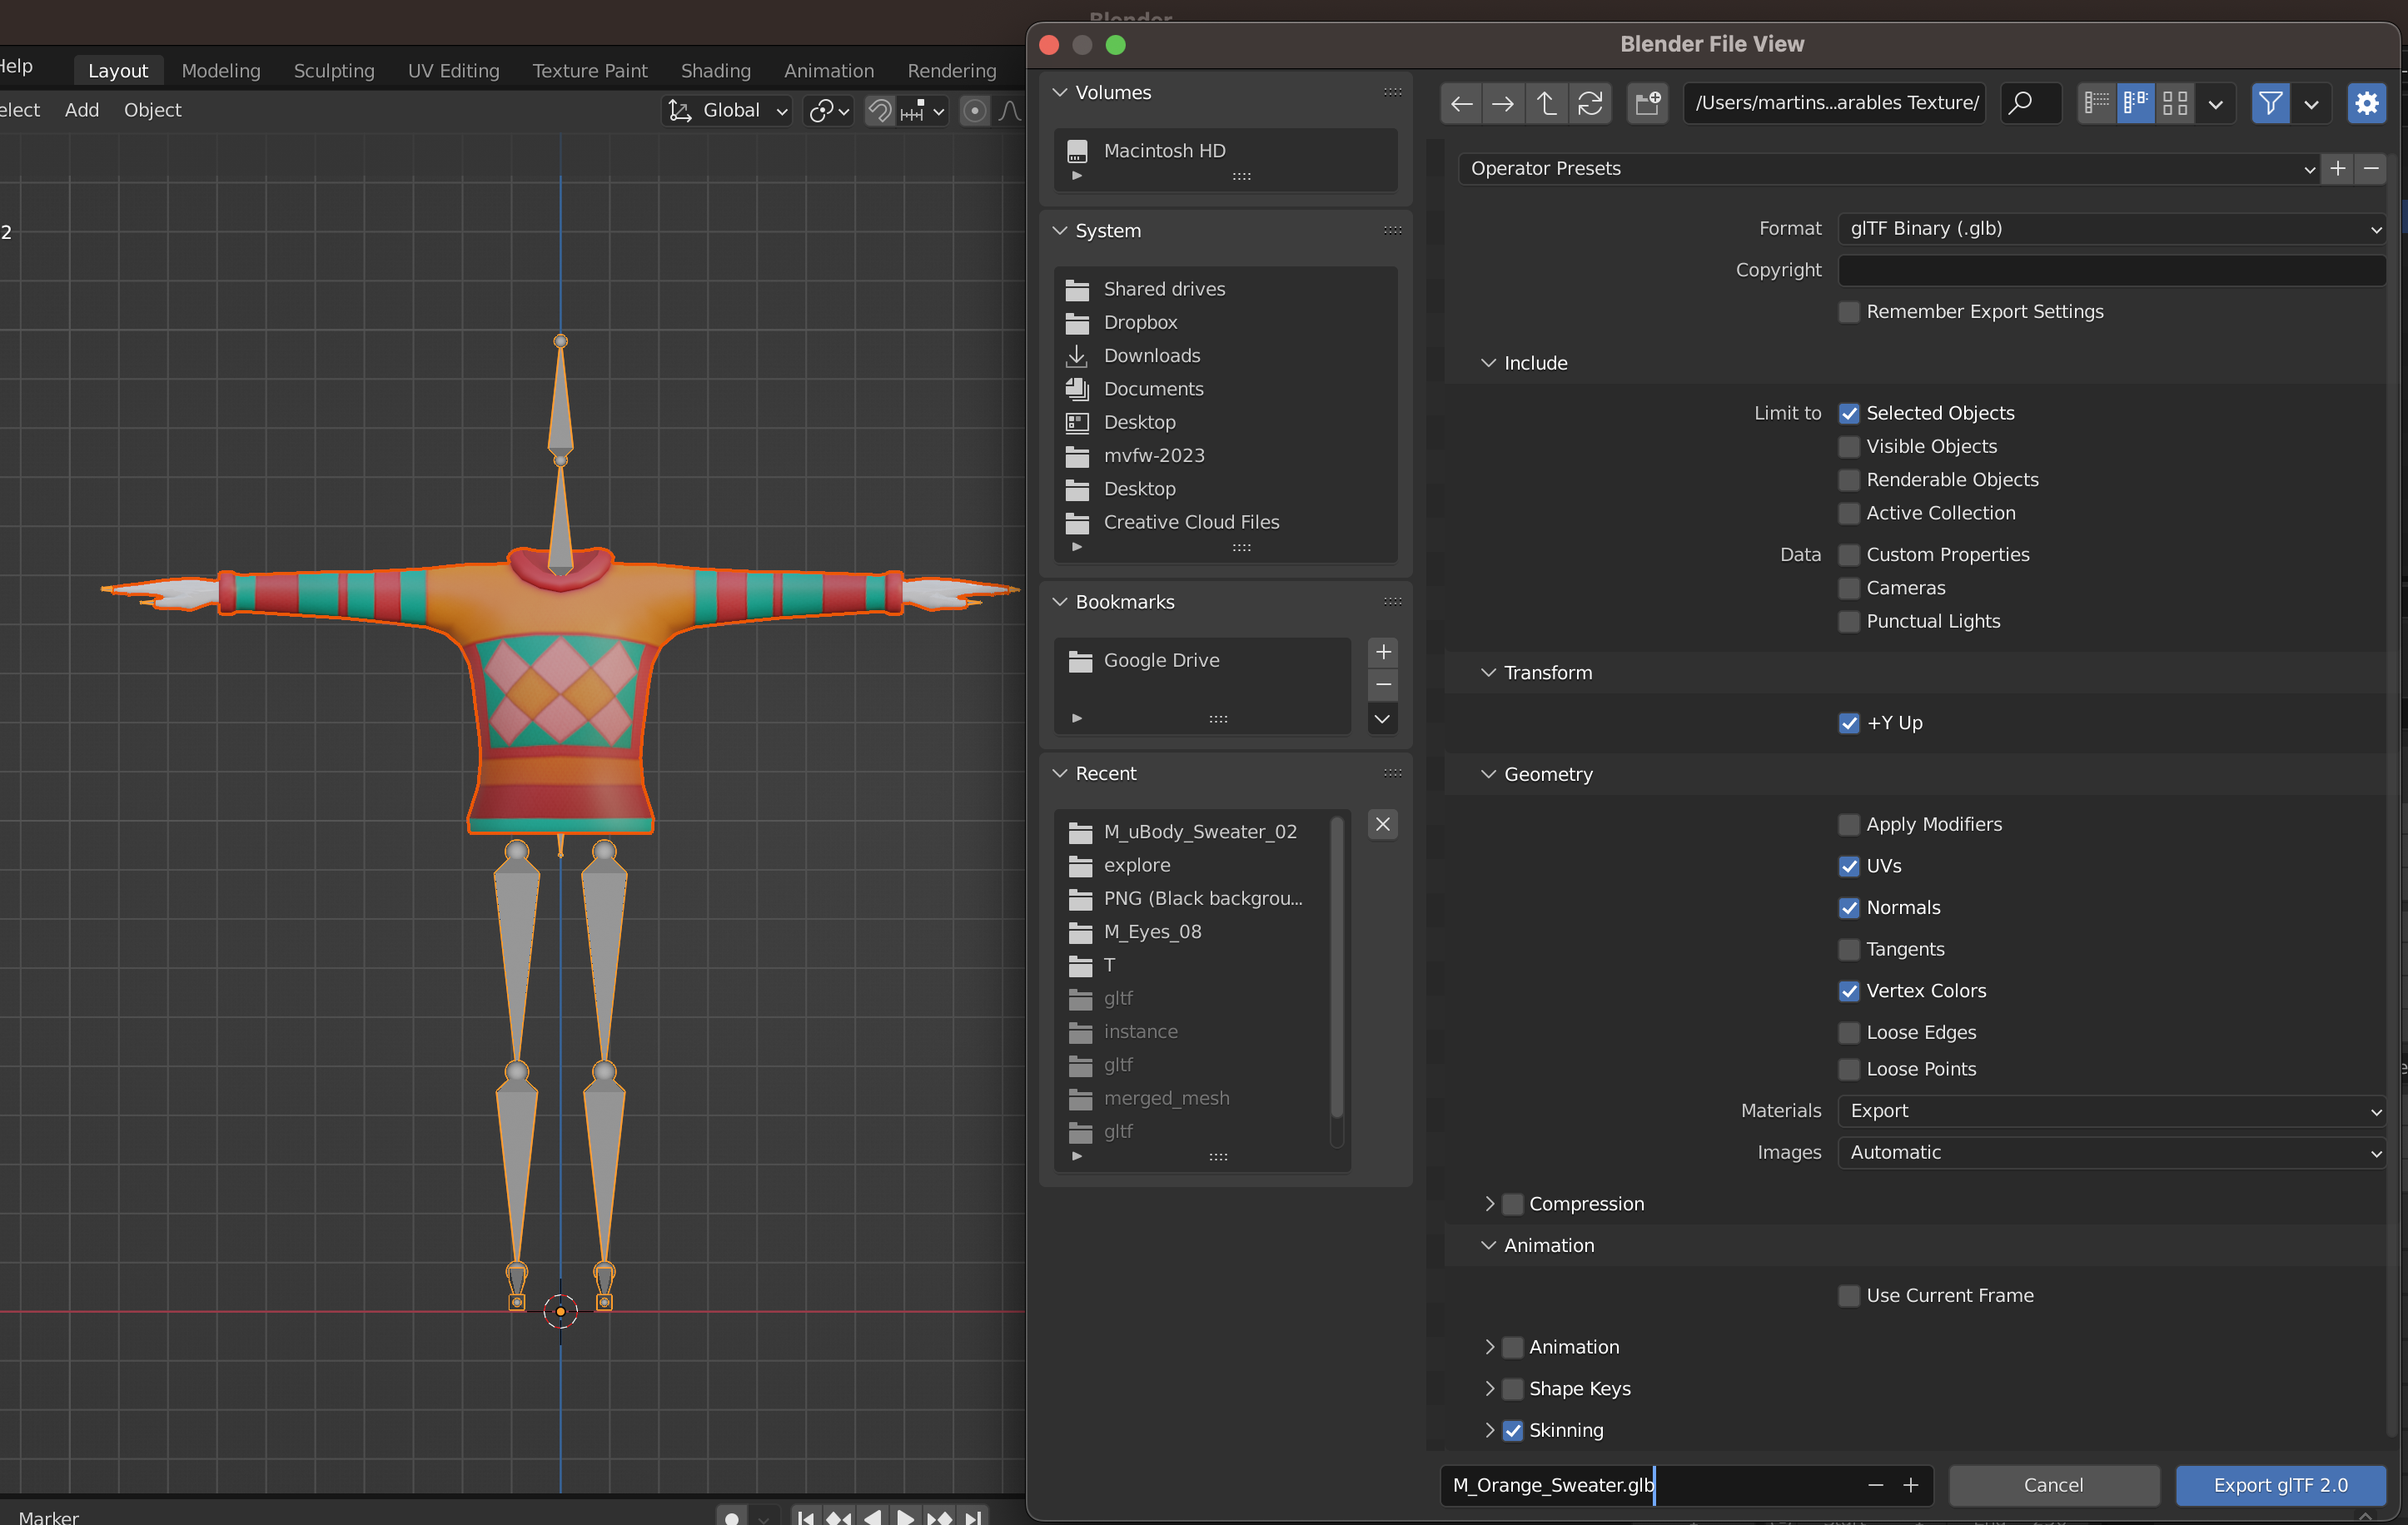 Blender
Help
Layout
Modeling
Sculpting
UV Editing
Texture Paint
Shading
Animation
Rendering
elect
Add
Object
Global
2
Marker
Blender File View
Volumes
Macintosh HD
System
Shared drives
Dropbox
Downloads
Documents
Desktop
mvfw-2023
Desktop
Creative Cloud Files
Bookmarks
Google Drive
Recent
M_uBody_Sweater_02
explore
PNG (Black backgrou...
M_Eyes_08
T
gltf
instance
gltf
merged_mesh
gltf
/Users/martins...arables Texture/
Operator Presets
Format glTF Binary (.glb)
Copyright
Remember Export Settings
Include
Limit to Selected Objects
Visible Objects
Renderable Objects
Active Collection
Data Custom Properties
Cameras
Punctual Lights
Transform
+Y Up
Geometry
Apply Modifiers
UVs
Normals
Tangents
Vertex Colors
Loose Edges
Loose Points
Materials Export
Images Automatic
Compression
Animation
Use Current Frame
Animation
Shape Keys
Skinning
M_Orange_Sweater.glb
Cancel
Export glTF 2.0